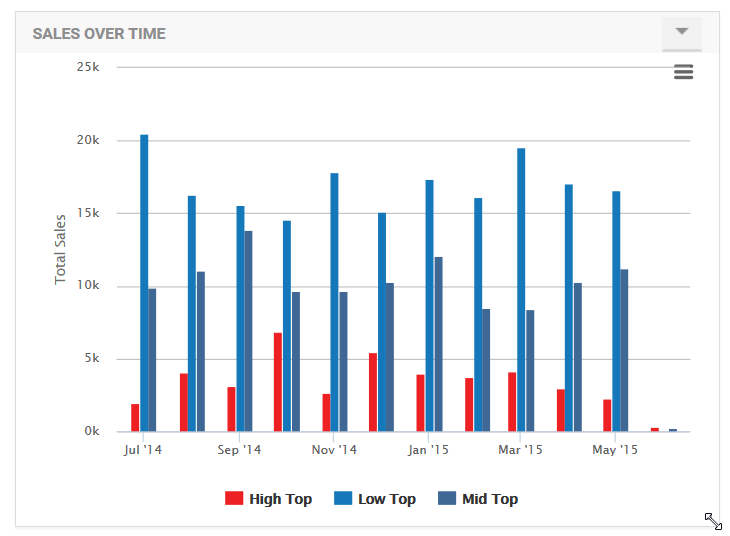 SALES OVER TIME
25k
20k
15k
10k
5k
0k
Total Sales
Jul '14 Sep '14 Nov '14 Jan '15 Mar '15 May '15
High Top Low Top Mid Top